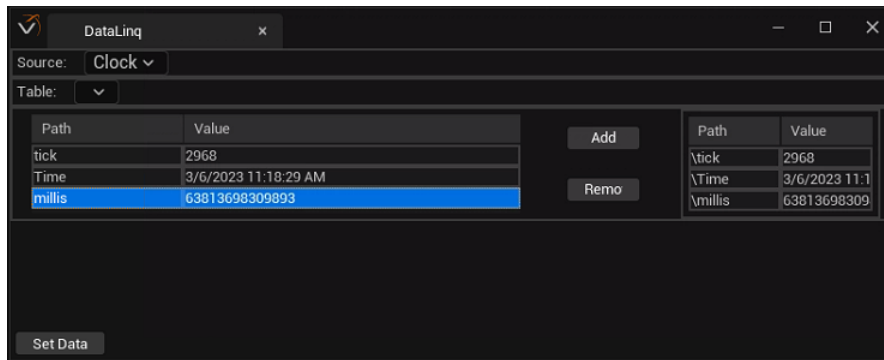 DataLinq ×
Source: Clock
Table:
Path Value Add Path Value
tick 2968 \tick 2968
Time 3/6/2023 11:18:29 AM \Time 3/6/2023 11:1
millis 63813698309893 Remo \millis 63813698309
Set Data